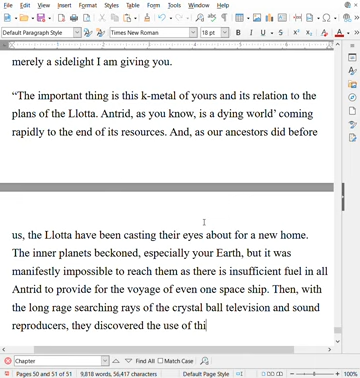 File Edit View Insert Format Styles Table Form Tools Window Help
Default Paragraph Style Times New Roman 18 pt
merely a sidelight I am giving you.
“The important thing is this k-metal of yours and its relation to the
plans of the Llotta. Antrid, as you know, is a dying world’ coming
rapidly to the end of its resources. And, as our ancestors did before
us, the Llotta have been casting their eyes about for a new home.
The inner planets beckoned, especially your Earth, but it was
manifestly impossible to reach them as there is insufficient fuel in all
Antrid to provide for the voyage of even one space ship. Then, with
the long rage searching rays of the crystal ball television and sound
reproducers, they discovered the use of thi
Chapter Find All Match Case
Pages 50 and 51 of 51 9,818 words, 56,417 characters Default Page Style 100%